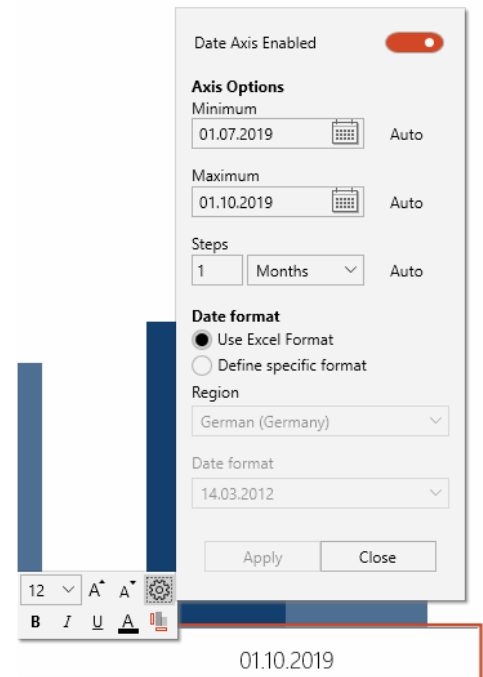 Date Axis Enabled
Axis Options
Minimum
01.07.2019 Auto
Maximum
01.10.2019 Auto
Steps
1 Months Auto
Date format
Use Excel Format
Define specific format
Region
German (Germany)
Date format
14.03.2012
Apply Close
12 A A
B I U A
01.10.2019